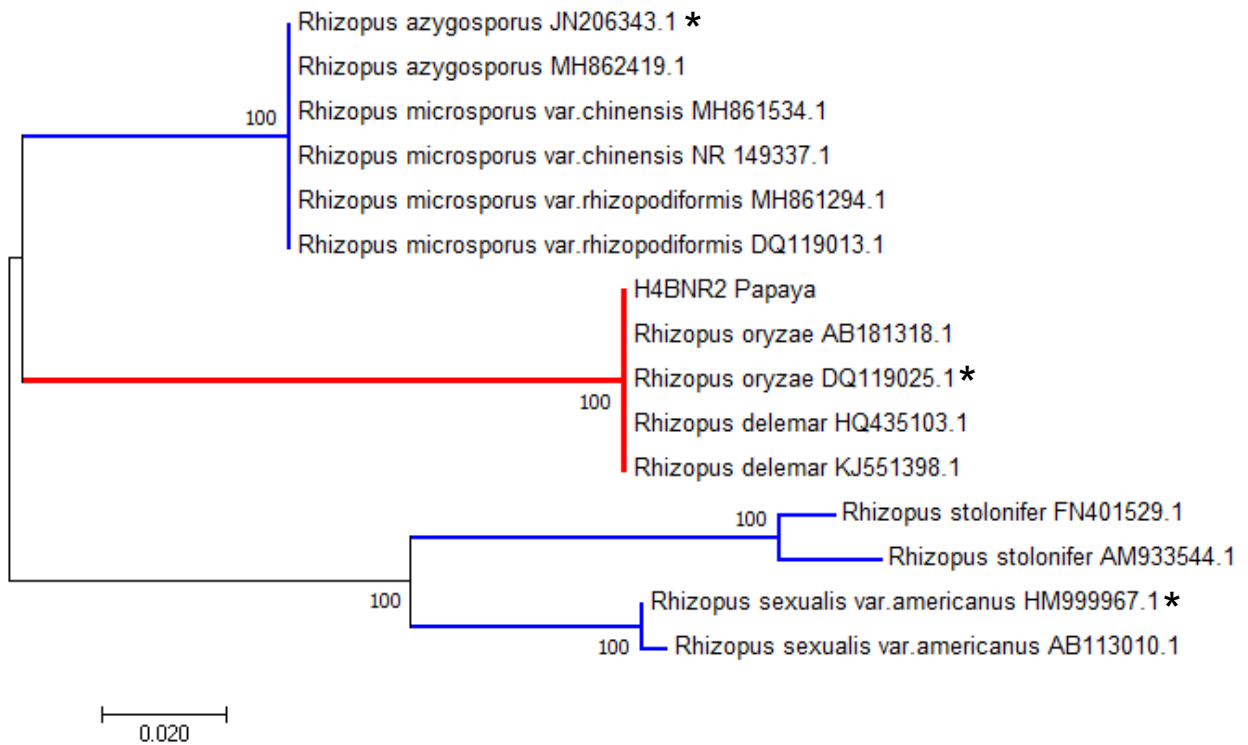 Rhizopus azygosporus JN206343.1 *
Rhizopus azygosporus MH862419.1
100
Rhizopus microsporus var.chinensis MH861534.1
Rhizopus microsporus var.chinensis NR 149337.1
Rhizopus microsporus var.rhizopodiformis MH861294.1
Rhizopus microsporus var.rhizopodiformis DQ119013.1
H4BNR2 Papaya
Rhizopus oryzae AB181318.1
Rhizopus oryzae DQ119025.1 *
100
Rhizopus delemar HQ435103.1
Rhizopus delemar KJ551398.1
100
Rhizopus stolonifer FN401529.1
Rhizopus stolonifer AM933544.1
100
Rhizopus sexualis var.americanus HM999967.1 *
100
Rhizopus sexualis var.americanus AB113010.1
0.020